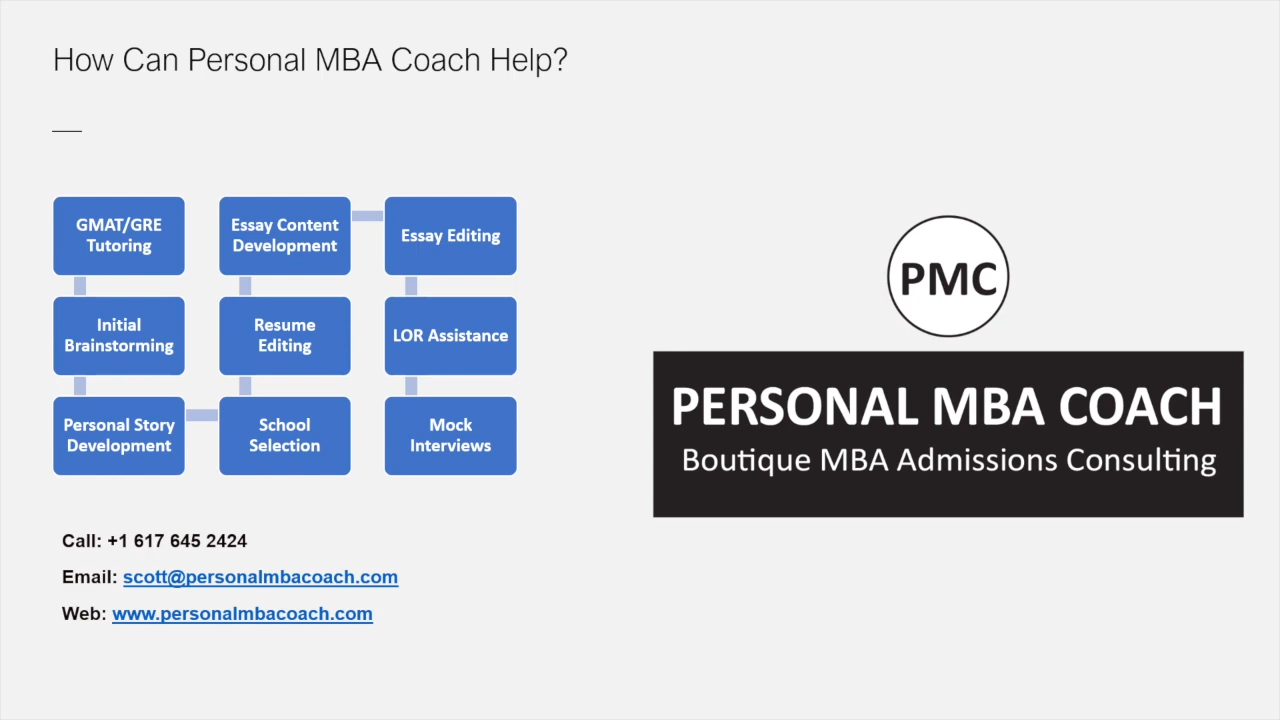 How Can Personal MBA Coach Help?
GMAT/GRE
Tutoring
Initial
Brainstorming
Personal Story
Development
Essay Content
Development
Resume
Editing
School
Selection
Essay Editing
LOR Assistance
Mock
Interviews
Call: +1 617 645 2424
Email: scott@personalmbacoach.com
Web: www.personalmbacoach.com
PMC
PERSONAL MBA COACH
Boutique MBA Admissions Consulting